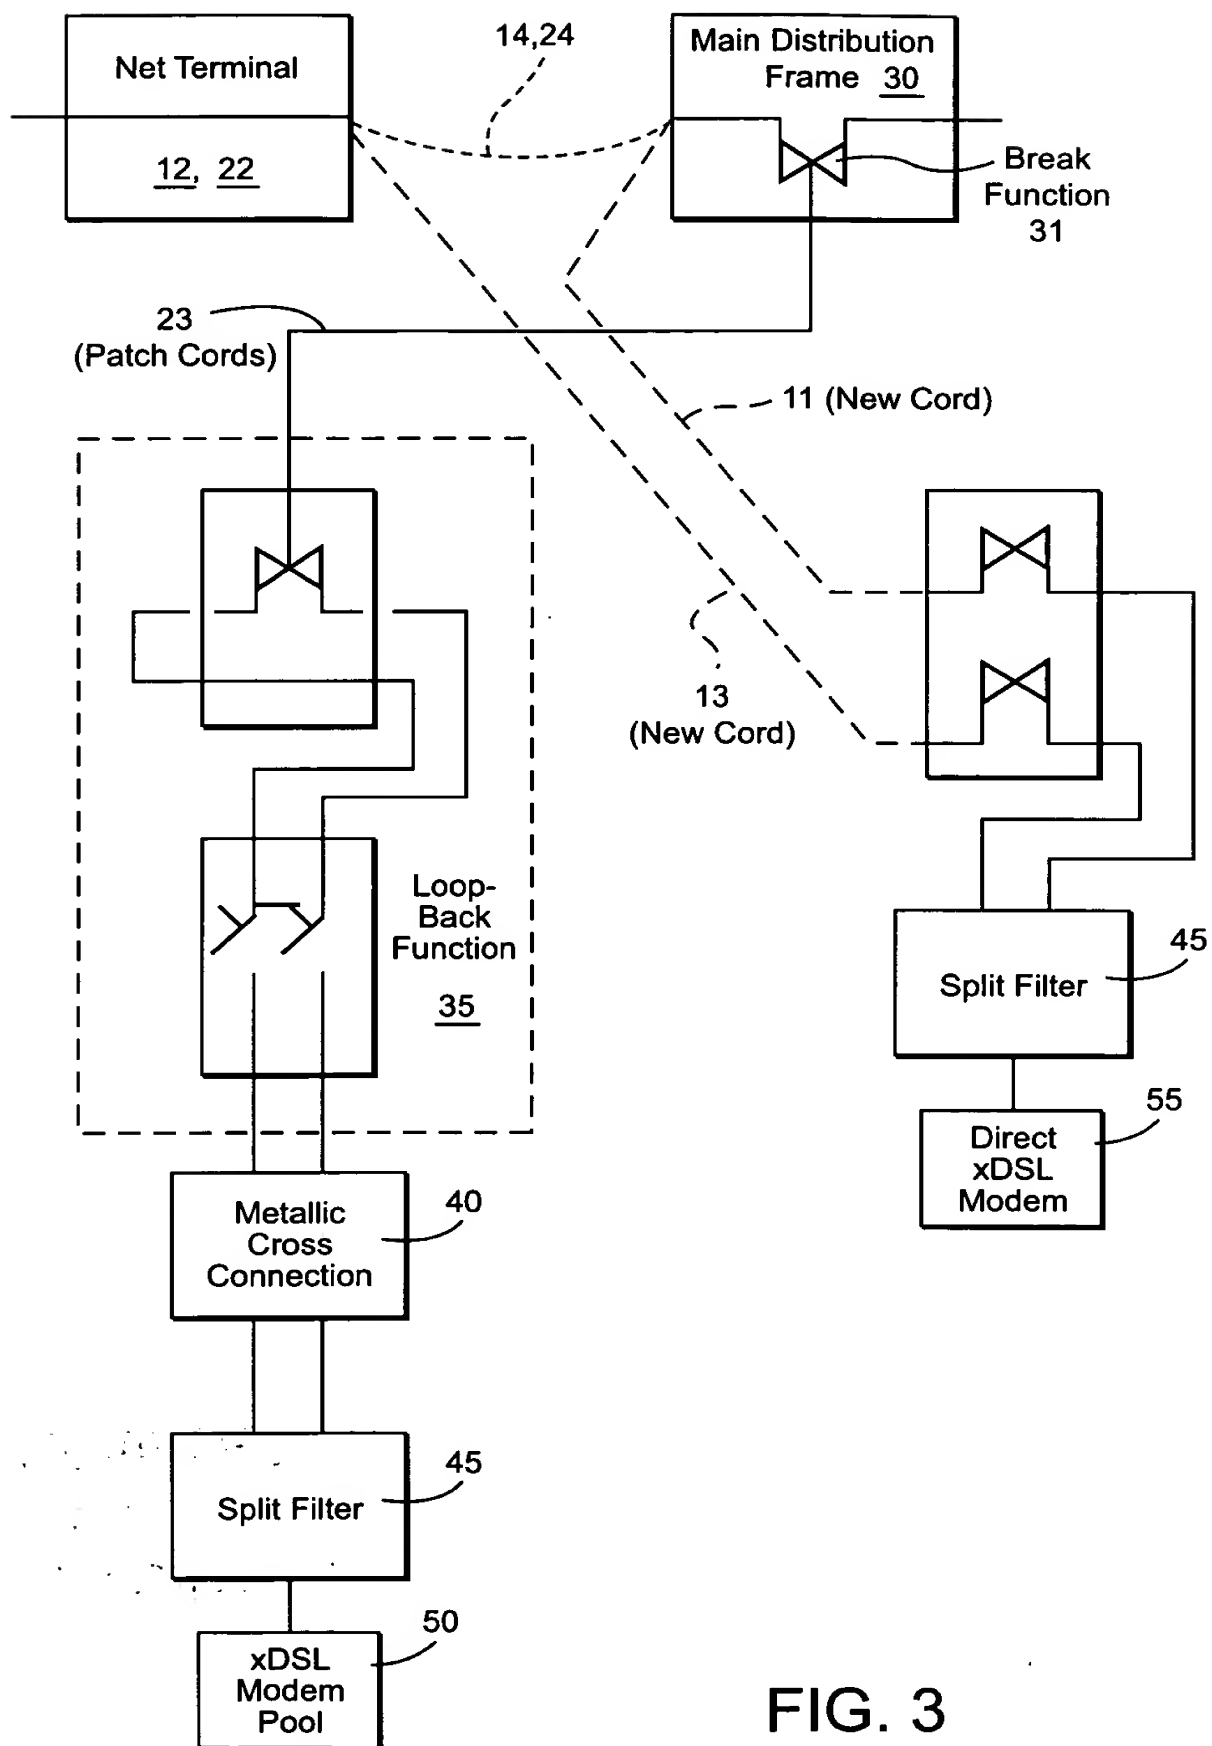 Net Terminal
12, 22
14,24
Main Distribution
Frame 30
Break
Function
31
23
(Patch Cords)
11 (New Cord)
13
(New Cord)
Loop-
Back
Function
35
Split Filter
45
Direct
xDSL
Modem
55
Metallic
Cross
Connection
40
Split Filter
45
xDSL
Modem
Pool
50
FIG. 3